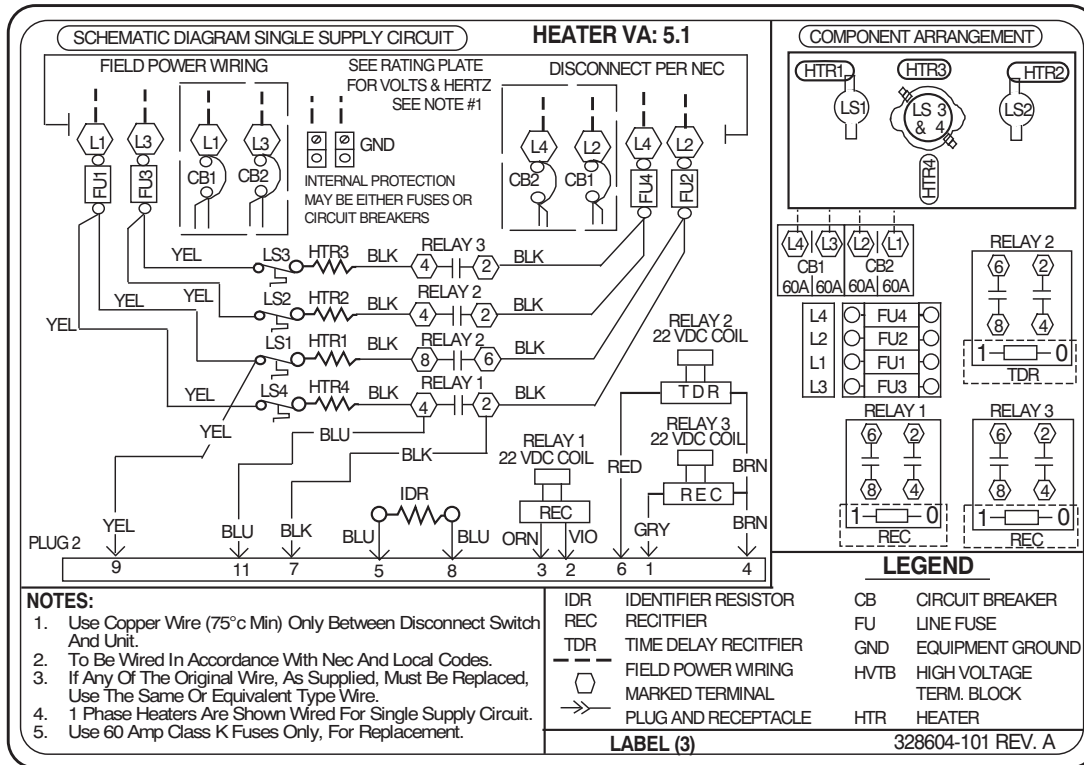 SCHEMATIC DIAGRAM SINGLE SUPPLY CIRCUIT
HEATER VA: 5.1
FIELD POWER WIRING
SEE RATING PLATE
FOR VOLTS & HERTZ
SEE NOTE #1
DISCONNECT PER NEC
L1
L3
L1
L3
GND
L4
L2
L4
L2
FU1
FU3
CB1
CB2
CB2
CB1
FU4
FU2
INTERNAL PROTECTION
MAY BE EITHER FUSES OR
CIRCUIT BREAKERS
YEL
LS3
HTR3
BLK
RELAY 3
4
2
BLK
YEL
LS2
HTR2
BLK
RELAY 2
4
2
BLK
YEL
YEL
LS1
HTR1
BLK
RELAY 2
8
6
BLK
YEL
LS4
HTR4
BLK
RELAY 1
4
2
BLK
YEL
BLU
BLK
RELAY 2
22 VDC COIL
TDR
RELAY 3
22 VDC COIL
REC
RELAY 1
22 VDC COIL
REC
IDR
RED
BRN
GRY
BRN
YEL
BLU
BLK
BLU
BLU
ORN
VIO
PLUG 2
9
11
7
5
8
3
2
6
1
4
COMPONENT ARRANGEMENT
HTR1
HTR3
HTR2
LS1
LS 3
& 4
LS2
HTR4
L4
L3
L2
L1
CB1
CB2
60A
60A
60A
60A
L4
FU4
L2
FU2
L1
FU1
L3
FU3
RELAY 2
6
2
8
4
1
0
TDR
RELAY 1
6
2
8
4
1
0
REC
RELAY 3
6
2
8
4
1
0
REC
NOTES:
1. Use Copper Wire (75°c Min) Only Between Disconnect Switch
And Unit.
2. To Be Wired In Accordance With Nec And Local Codes.
3. If Any Of The Original Wire, As Supplied, Must Be Replaced,
Use The Same Or Equivalent Type Wire.
4. 1 Phase Heaters Are Shown Wired For Single Supply Circuit.
5. Use 60 Amp Class K Fuses Only, For Replacement.
LEGEND
IDR IDENTIFIER RESISTOR
REC RECITFIER
TDR TIME DELAY RECTIFIER
FIELD POWER WIRING
MARKED TERMINAL
PLUG AND RECEPTACLE
CB CIRCUIT BREAKER
FU LINE FUSE
GND EQUIPMENT GROUND
HVTB HIGH VOLTAGE
TERM. BLOCK
HTR HEATER
LABEL (3)
328604-101 REV. A